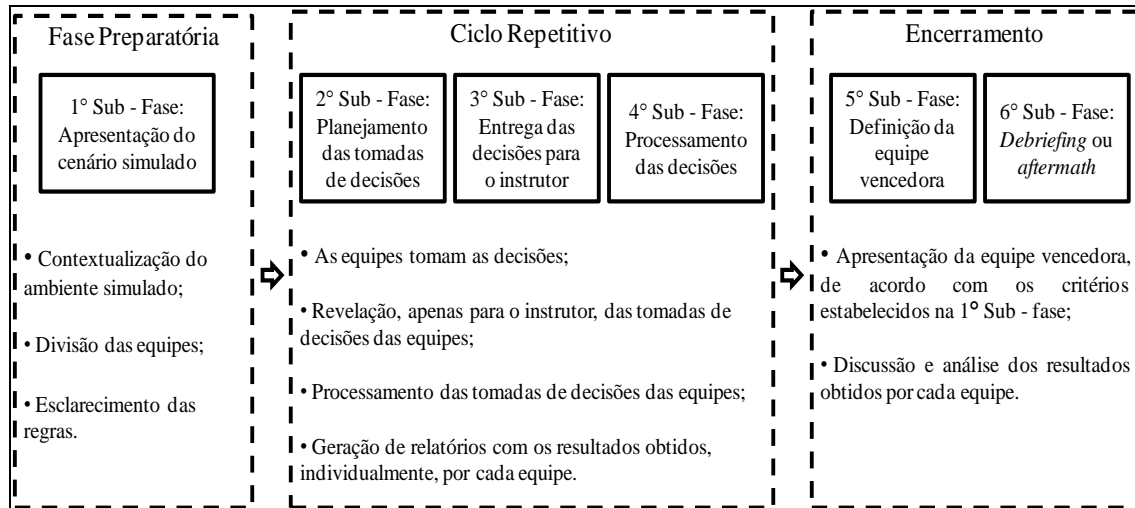 Fase Preparatória
1° Sub - Fase:
Apresentação do
cenário simulado
• Contextualização do
ambiente simulado;
• Divisão das equipes;
• Esclarecimento das
regras.
Ciclo Repetitivo
2° Sub - Fase:
Planejamento
das tomadas
de decisões
3° Sub - Fase:
Entrega das
decisões para
o instrutor
4° Sub - Fase:
Processamento
das decisões
• As equipes tomam as decisões;
• Revelação, apenas para o instrutor, das tomadas de
decisões das equipes;
• Processamento das tomadas de decisões das equipes;
• Geração de relatórios com os resultados obtidos,
individualmente, por cada equipe.
Encerramento
5° Sub - Fase:
Definição da
equipe
vencedora
6° Sub - Fase:
Debriefing ou
aftermath
• Apresentação da equipe vencedora,
de acordo com os critérios
estabelecidos na 1° Sub - fase;
• Discussão e análise dos resultados
obtidos por cada equipe.